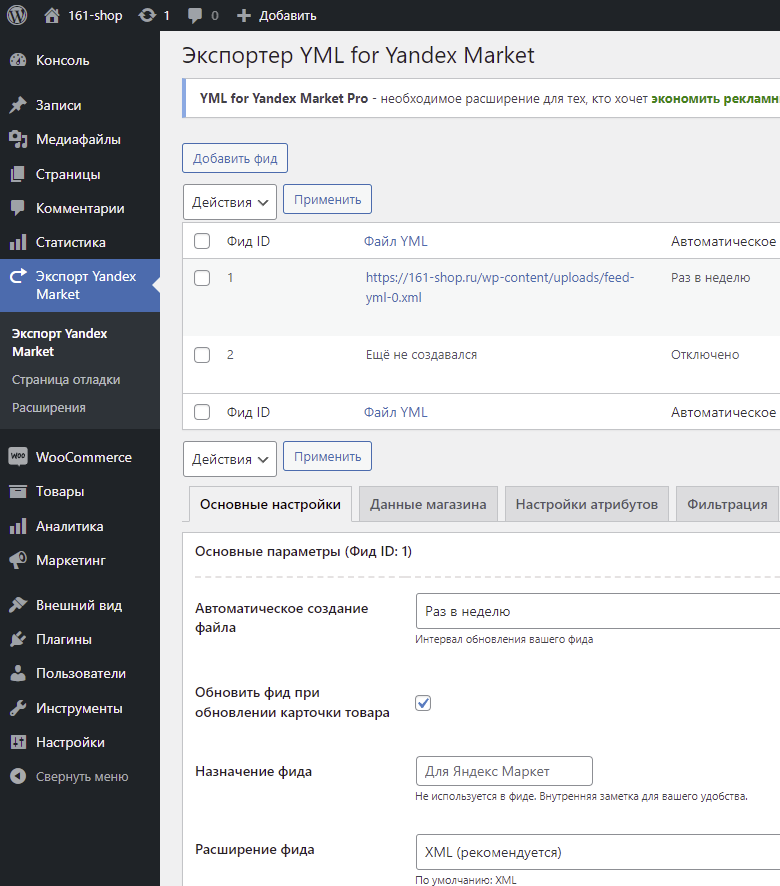 161-shop 1 0 Добавить
Консоль
Записи
Медиафайлы
Страницы
Комментарии
Статистика
Экспорт Yandex
Market
Экспорт Yandex
Market
Страница отладки
Расширения
WooCommerce
Товары
Аналитика
Маркетинг
Внешний вид
Плагины
Пользователи
Инструменты
Настройки
Свернуть меню
Экспортер YML for Yandex Market
YML for Yandex Market Pro - необходимое расширение для тех, кто хочет экономить рекламн
Добавить фид
Действия Применить
Фид ID Файл YML Автоматическое
1 https://161-shop.ru/wp-content/uploads/feed- Раз в неделю
yml-0.xml
2 Ещё не создавался Отключено
Фид ID Файл YML Автоматическое
Действия Применить
Основные настройки Данные магазина Настройки атрибутов Фильтрация
Основные параметры (Фид ID: 1)
Автоматическое создание
файла
Раз в неделю
Интервал обновления вашего фида
Обновить фид при
обновлении карточки товара
Назначение фида
Для Яндекс Маркет
Не используется в фиде. Внутренняя заметка для вашего удобства.
Расширение фида
XML (рекомендуется)
По умолчанию: XML